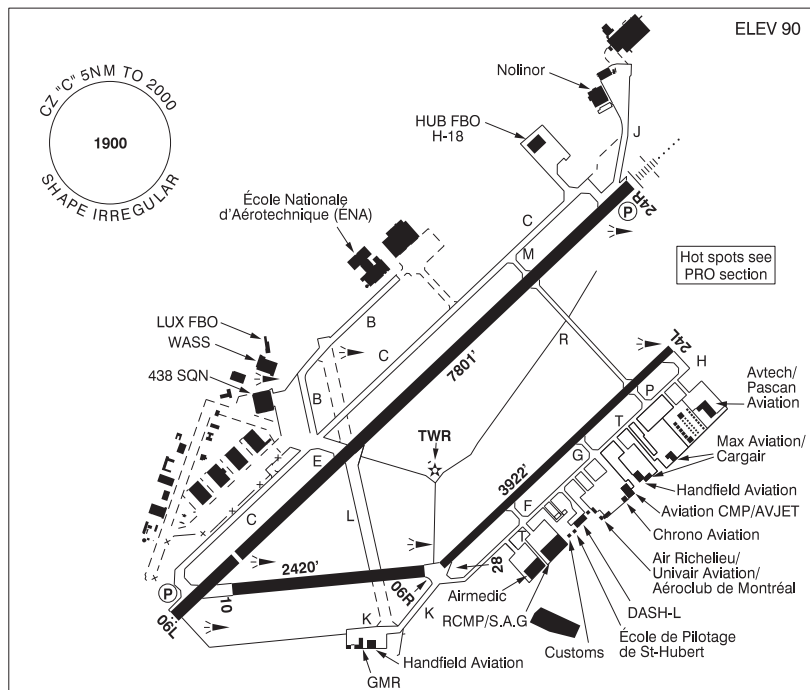 ELEV 90
CZ "C" 5NM TO 2000
1900
SHAPE IRREGULAR
Nolinor
HUB FBO
H-18
J
École Nationale
d'Aérotechnique (ÉNA)
24R
P
C
M
Hot spots see
PRO section
B
LUX FBO
WASS
438 SQN
C
B
7801'
R
24L
H
P
Avtech/
Pascan
Aviation
T
TWR
E
G
Max Aviation/
Cargair
3922'
Handfield Aviation
Aviation CMP/AVJET
F
C
L
T
Chrono Aviation
28
Air Richelieu/
Univair Aviation/
Aéroclub de Montréal
2420'
P
10
06R
K
Airmedic
RCMP/S.A.G
DASH-L
06L
K
Customs
École de Pilotage
de St-Hubert
Handfield Aviation
GMR